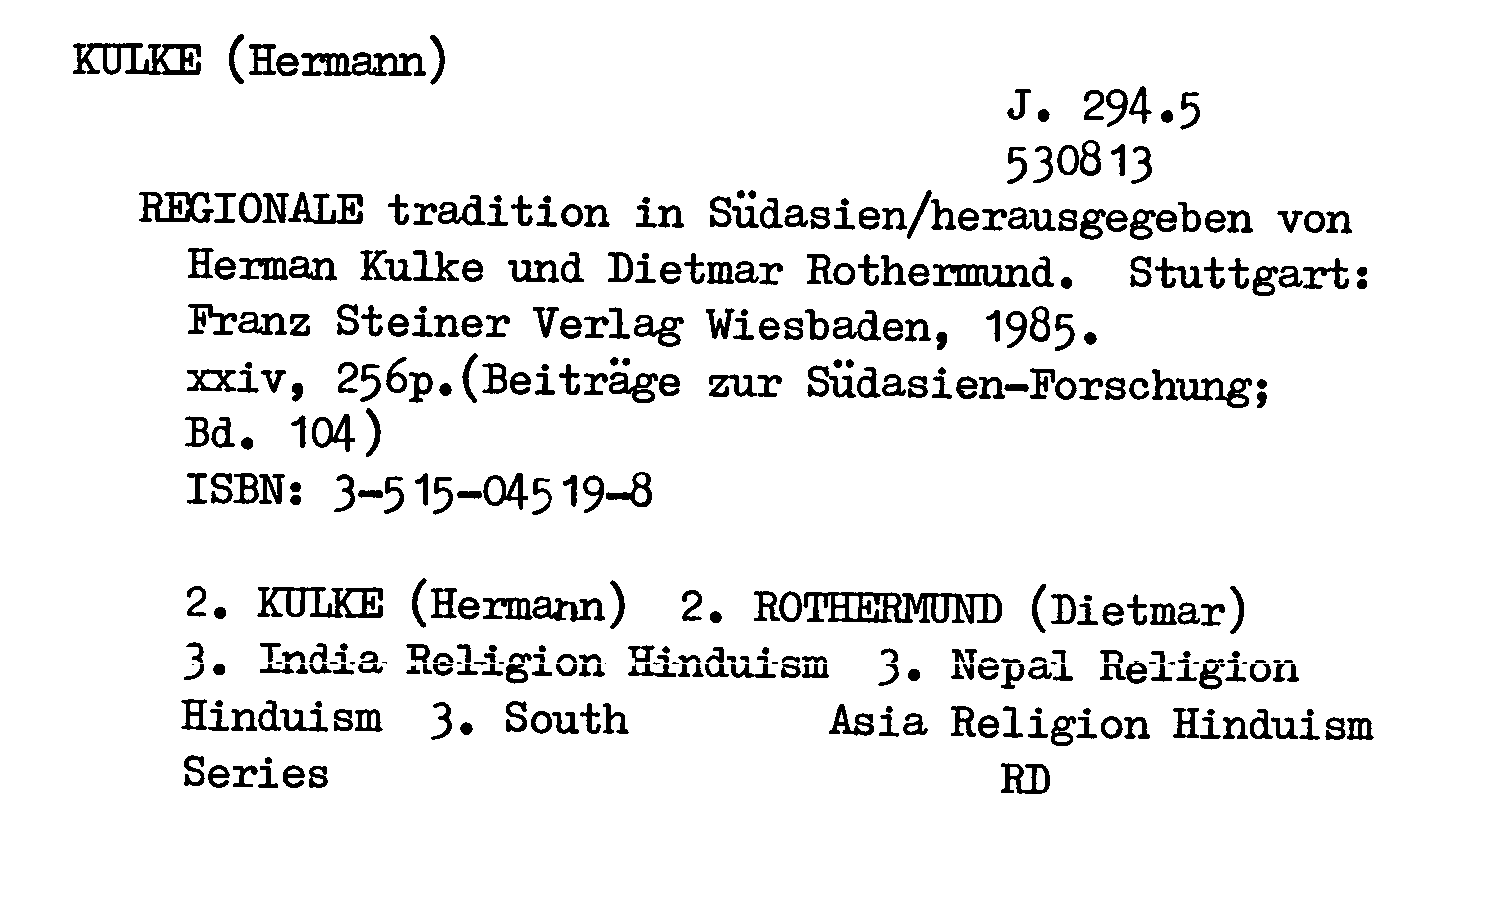 KULKE (Hermann)
J. 294.5
530813
REGIONALE tradition in Südasien/herausgegeben von
Herman Kulke und Dietmar Rothermund. Stuttgart:
Franz Steiner Verlag Wiesbaden, 1985.
xxiv, 256p.(Beiträge zur Südasien-Forschung;
Bd. 104)
ISBN: 3-515-04519-8
2. KULKE (Hermann) 2. ROTHERMUND (Dietmar)
3. India Religion Hinduism 3. Nepal Religion
Hinduism 3. South Asia Religion Hinduism
Series RD